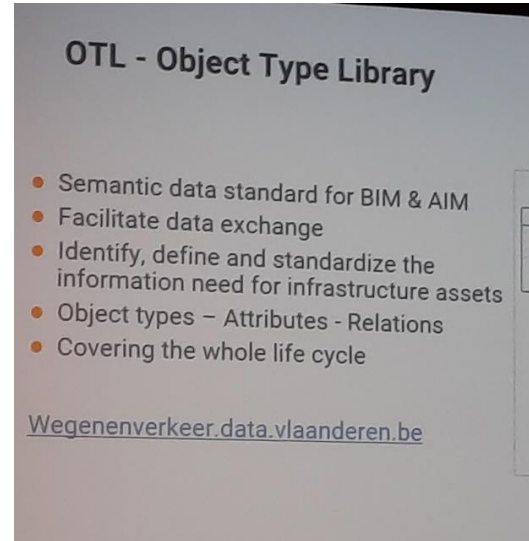 OTL - Object Type Library
• Semantic data standard for BIM & AIM
• Facilitate data exchange
• Identify, define and standardize the
information need for infrastructure assets
• Object types – Attributes - Relations
• Covering the whole life cycle
Wegenenverkeer.data.vlaanderen.be